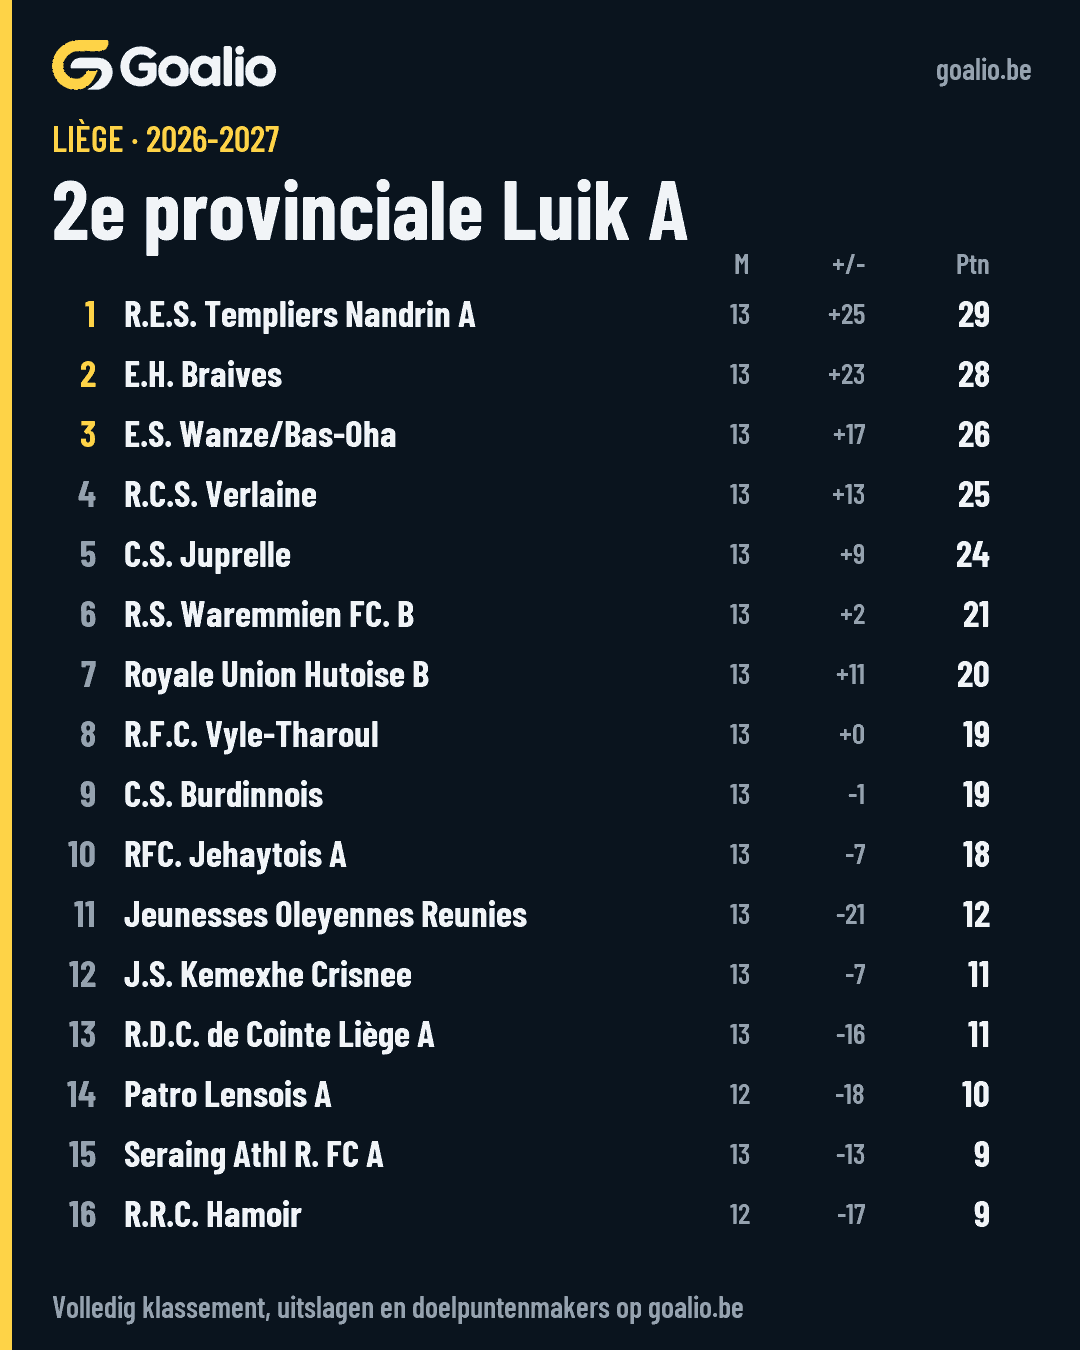 Goalio
goalio.be
LIÈGE · 2026-2027
2e provinciale Luik A
M +/- Ptn
1 R.E.S. Templiers Nandrin A 13 +25 29
2 E.H. Braives 13 +23 28
3 E.S. Wanze/Bas-Oha 13 +17 26
4 R.C.S. Verlaine 13 +13 25
5 C.S. Juprelle 13 +9 24
6 R.S. Waremmien FC. B 13 +2 21
7 Royale Union Hutoise B 13 +11 20
8 R.F.C. Vyle-Tharoul 13 +0 19
9 C.S. Burdinnois 13 -1 19
10 RFC. Jehaytois A 13 -7 18
11 Jeunesses Oleyennes Reunies 13 -21 12
12 J.S. Kemexhe Crisnee 13 -7 11
13 R.D.C. de Cointe Liège A 13 -16 11
14 Patro Lensois A 12 -18 10
15 Seraing Athl R. FC A 13 -13 9
16 R.R.C. Hamoir 12 -17 9
Volledig klassement, uitslagen en doelpuntenmakers op goalio.be